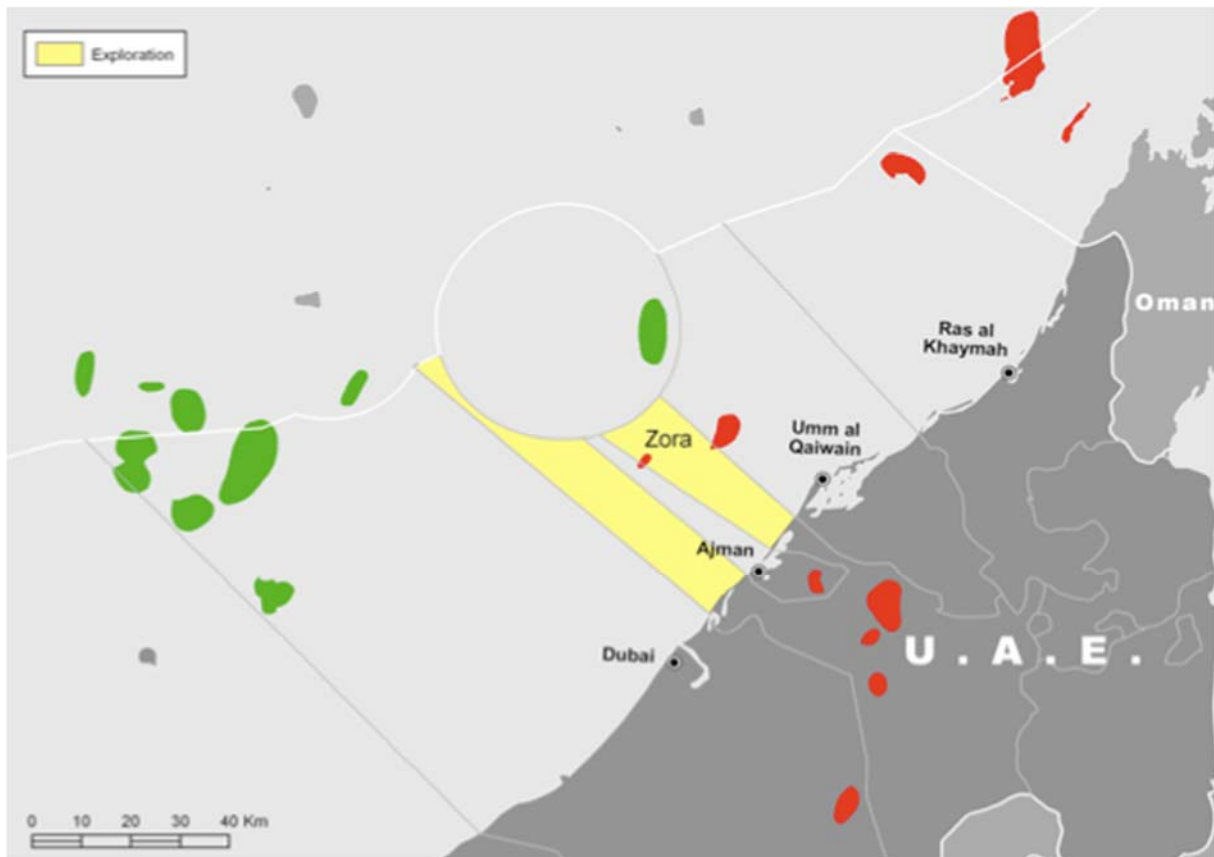 Exploration
Oman
Ras al
Khaymah
Zora
Umm al
Qaiwain
Ajman
U.A.E.
Dubai
0 10 20 30 40 Km